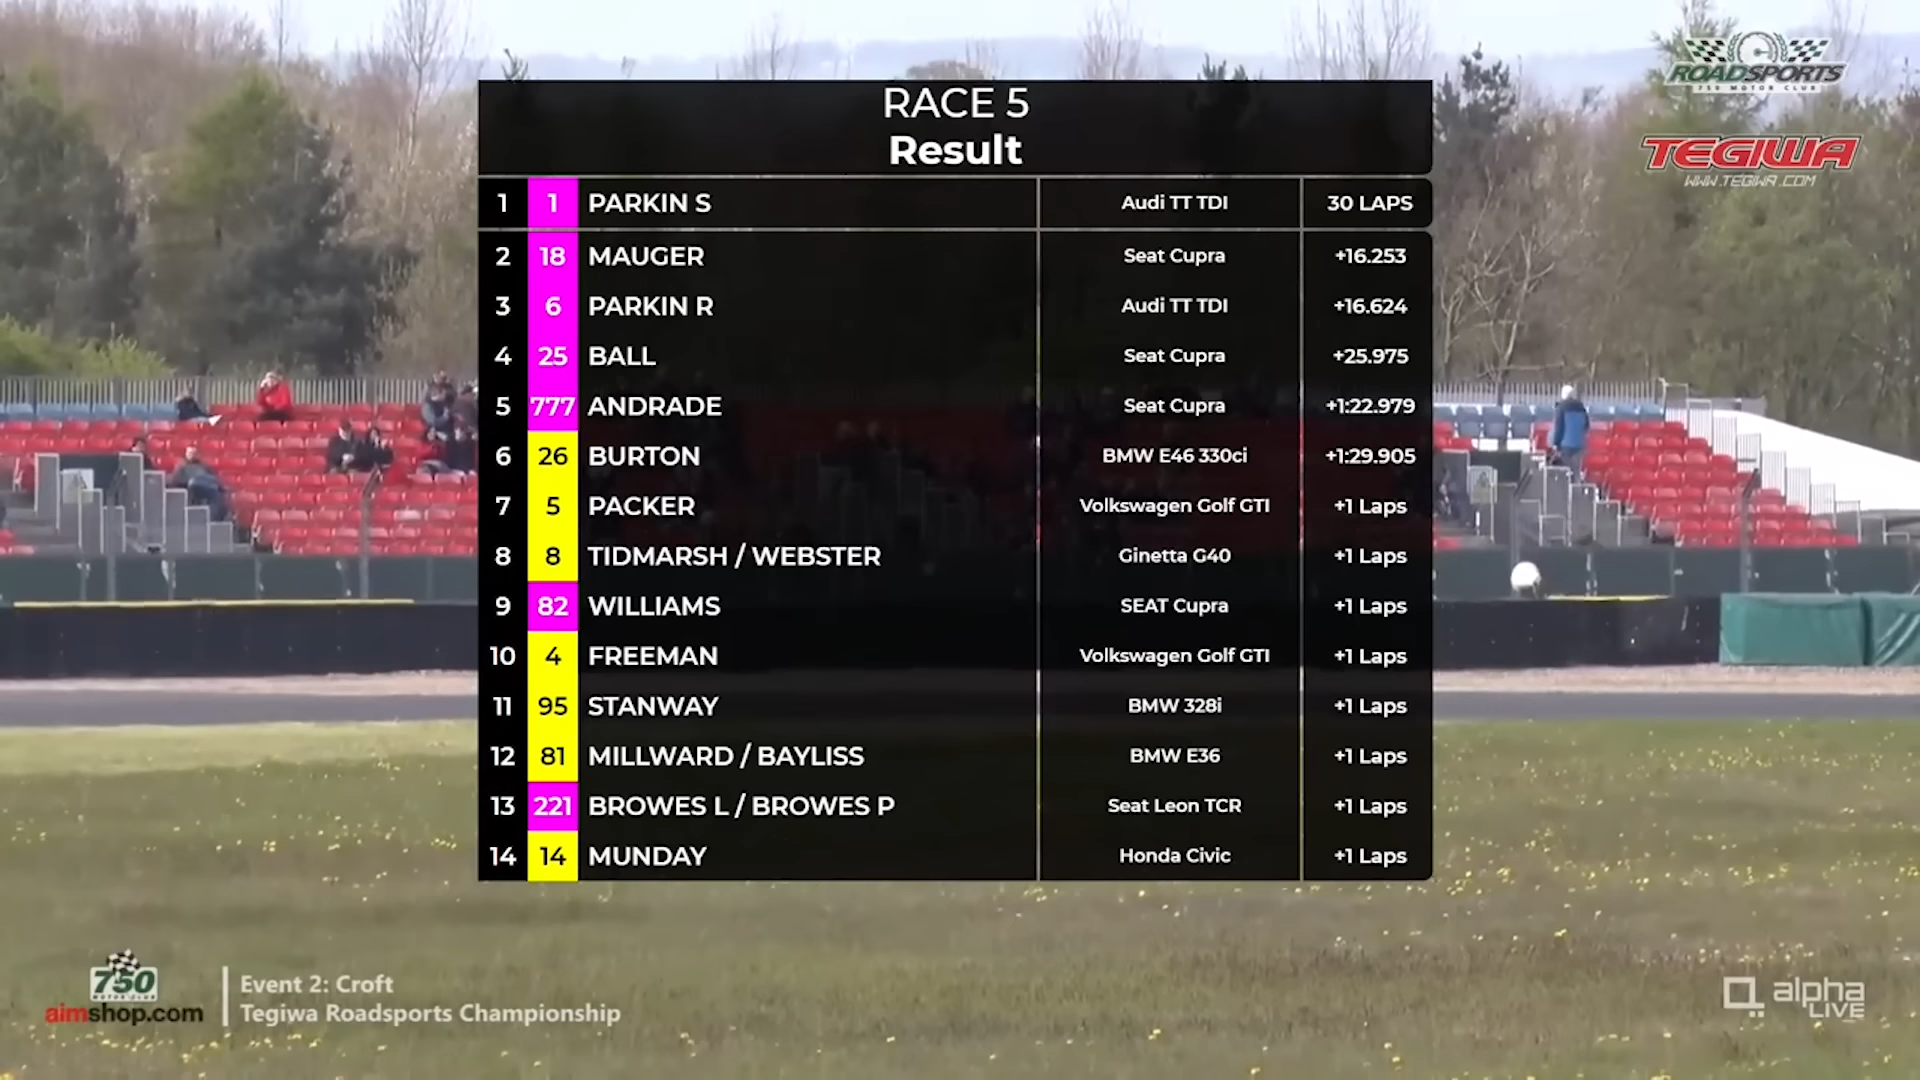 RACE 5
Result
1 1 PARKIN S Audi TT TDI 30 LAPS
2 18 MAUGER Seat Cupra +16.253
3 6 PARKIN R Audi TT TDI +16.624
4 25 BALL Seat Cupra +25.975
5 777 ANDRADE Seat Cupra +1:22.979
6 26 BURTON BMW E46 330ci +1:29.905
7 5 PACKER Volkswagen Golf GTI +1 Laps
8 8 TIDMARSH / WEBSTER Ginetta G40 +1 Laps
9 82 WILLIAMS SEAT Cupra +1 Laps
10 4 FREEMAN Volkswagen Golf GTI +1 Laps
11 95 STANWAY BMW 328i +1 Laps
12 81 MILLWARD / BAYLISS BMW E36 +1 Laps
13 221 BROWES L / BROWES P Seat Leon TCR +1 Laps
14 14 MUNDAY Honda Civic +1 Laps
ROADSPORTS
750 MOTOR CLUB
TEGIWA
WWW.TEGIWA.COM
750
MOTOR CLUB
aimshop.com
Event 2: Croft
Tegiwa Roadsports Championship
alpha
LIVE